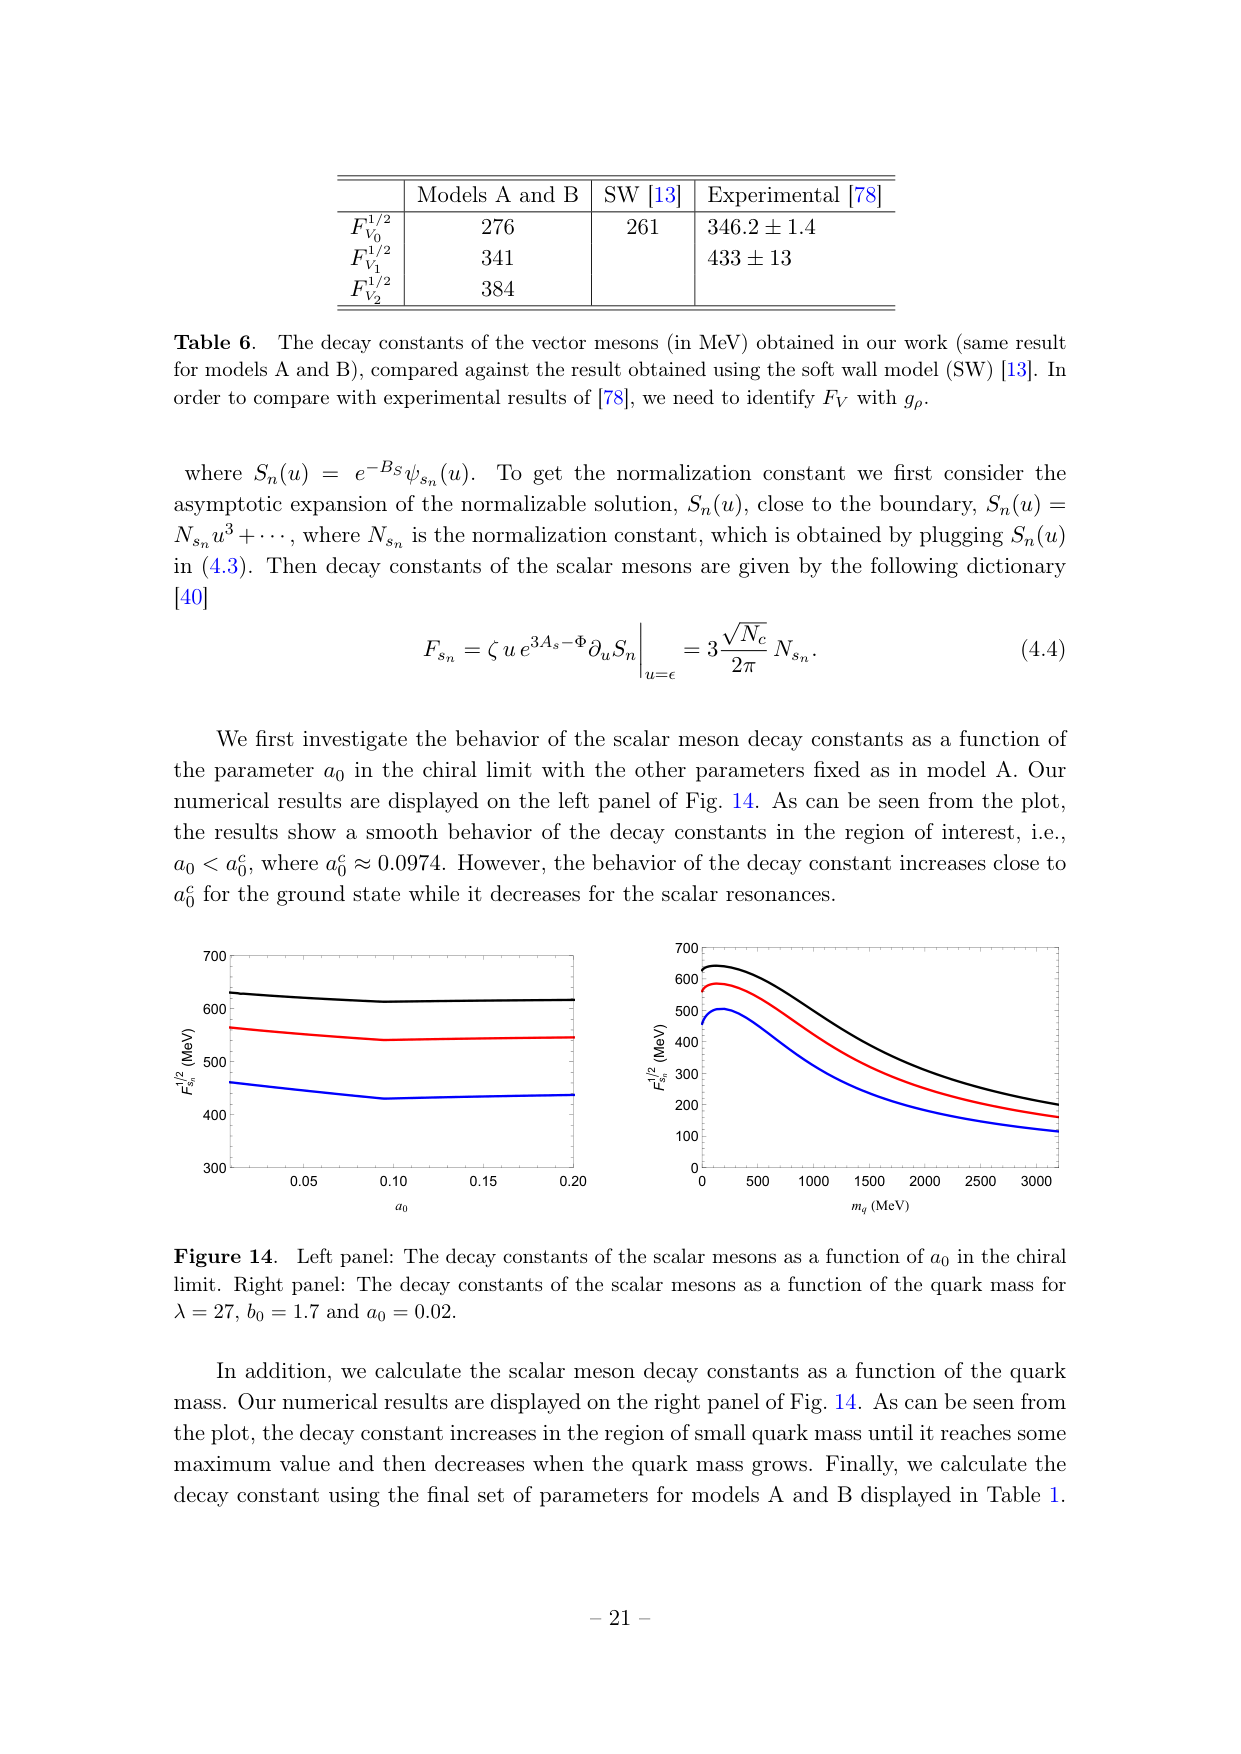 Models A and B SW [13] Experimental [78]
F_{V_0}^{1/2} 276 261 346.2 ± 1.4
F_{V_1}^{1/2} 341 433 ± 13
F_{V_2}^{1/2} 384
Table 6. The decay constants of the vector mesons (in MeV) obtained in our work (same result
for models A and B), compared against the result obtained using the soft wall model (SW) [13]. In
order to compare with experimental results of [78], we need to identify F_V with g_ρ.
where S_n(u) = e^{−B_S}ψ_{s_n}(u). To get the normalization constant we first consider the
asymptotic expansion of the normalizable solution, S_n(u), close to the boundary, S_n(u) =
N_{s_n}u^3 + ⋯, where N_{s_n} is the normalization constant, which is obtained by plugging S_n(u)
in (4.3). Then decay constants of the scalar mesons are given by the following dictionary
[40]
F_{s_n} = ζ u e^{3A_s−Φ}∂_uS_n|_{u=ϵ} = 3 \frac{\sqrt{N_c}}{2π} N_{s_n}. (4.4)
We first investigate the behavior of the scalar meson decay constants as a function of
the parameter a_0 in the chiral limit with the other parameters fixed as in model A. Our
numerical results are displayed on the left panel of Fig. 14. As can be seen from the plot,
the results show a smooth behavior of the decay constants in the region of interest, i.e.,
a_0 < a_0^c, where a_0^c ≈ 0.0974. However, the behavior of the decay constant increases close to
a_0^c for the ground state while it decreases for the scalar resonances.
700
600
500
400
300
F_{s_n}^{1/2} (MeV)
0.05 0.10 0.15 0.20
a_0
700
600
500
400
300
200
100
0
F_{s_n}^{1/2} (MeV)
0 500 1000 1500 2000 2500 3000
m_q (MeV)
Figure 14. Left panel: The decay constants of the scalar mesons as a function of a_0 in the chiral
limit. Right panel: The decay constants of the scalar mesons as a function of the quark mass for
λ = 27, b_0 = 1.7 and a_0 = 0.02.
In addition, we calculate the scalar meson decay constants as a function of the quark
mass. Our numerical results are displayed on the right panel of Fig. 14. As can be seen from
the plot, the decay constant increases in the region of small quark mass until it reaches some
maximum value and then decreases when the quark mass grows. Finally, we calculate the
decay constant using the final set of parameters for models A and B displayed in Table 1.
– 21 –